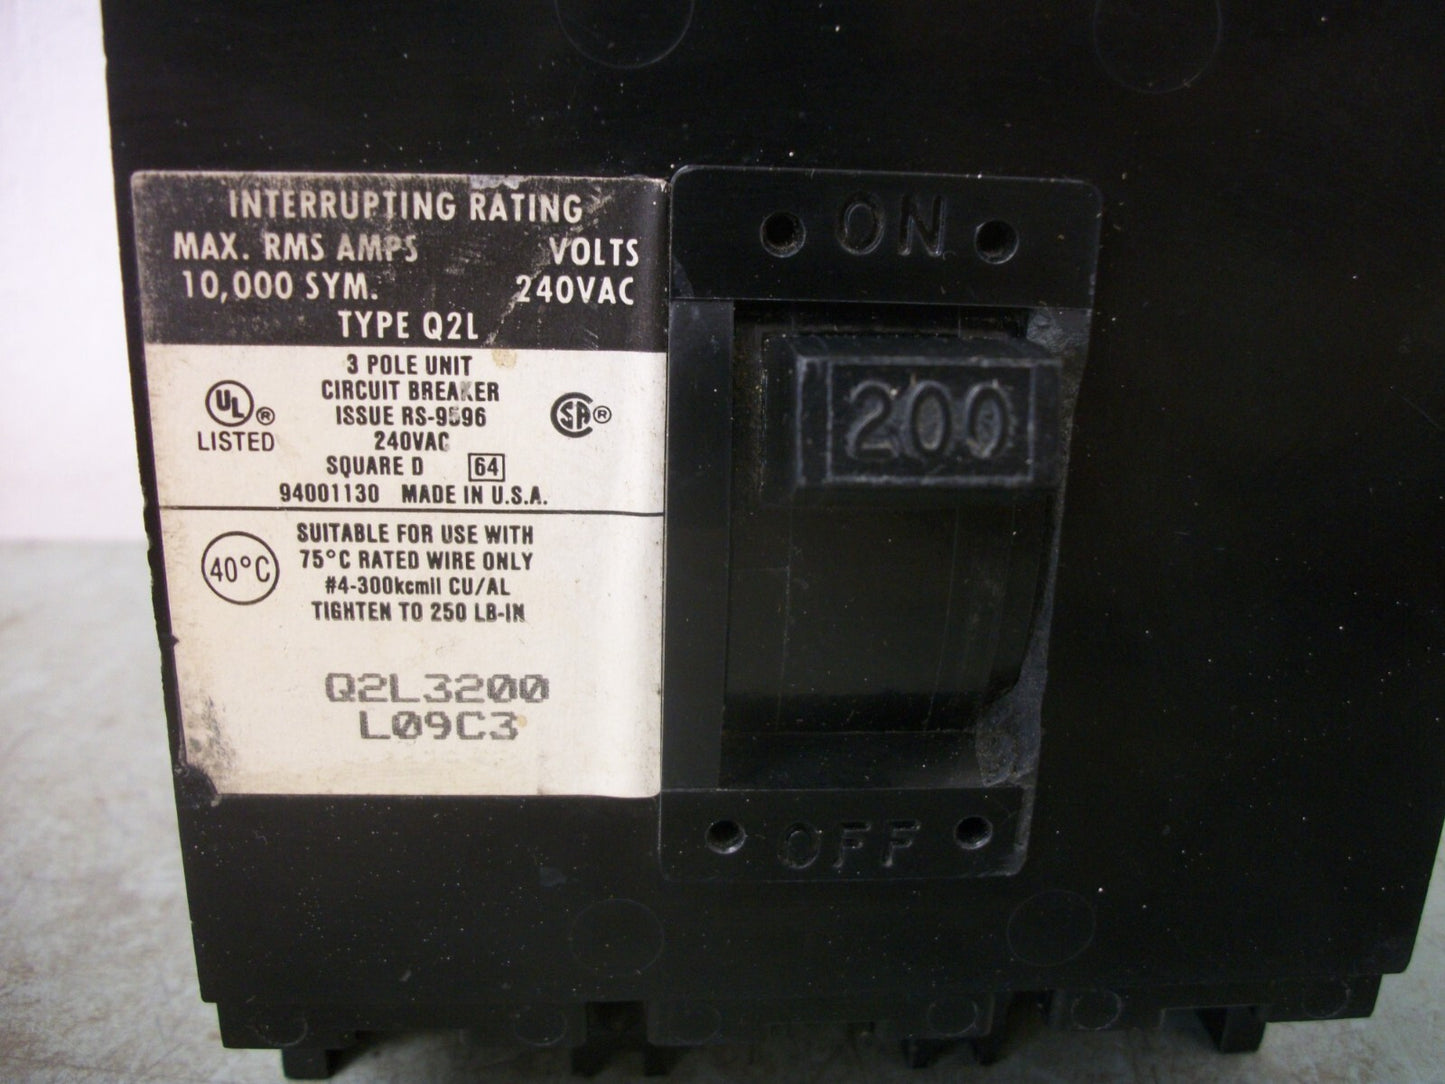 INTERRUPTING RATING
MAX. RMS AMPS VOLTS
10,000 SYM. 240VAC
TYPE Q2L
3 POLE UNIT
CIRCUIT BREAKER
ISSUE RS-9596
240VAC
SQUARE D 64
94001130 MADE IN U.S.A.
UL ®
LISTED
SA ®
40°C
SUITABLE FOR USE WITH
75°C RATED WIRE ONLY
#4-300kcmil CU/AL
TIGHTEN TO 250 LB-IN
Q2L3200
L09C3
ON
200
OFF